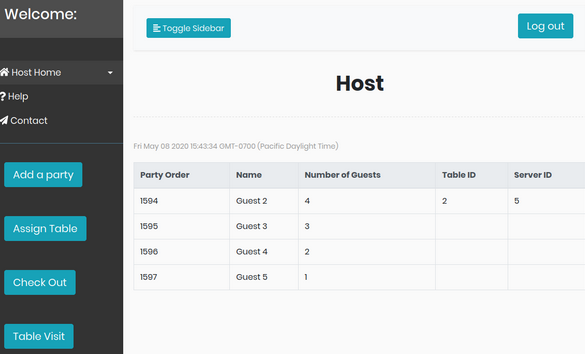 Welcome:
Host Home
Help
Contact
Add a party
Assign Table
Check Out
Table Visit
Toggle Sidebar
Log out
Host
Fri May 08 2020 15:43:34 GMT-0700 (Pacific Daylight Time)
Party Order Name Number of Guests Table ID Server ID
1594 Guest 2 4 2 5
1595 Guest 3 3
1596 Guest 4 2
1597 Guest 5 1